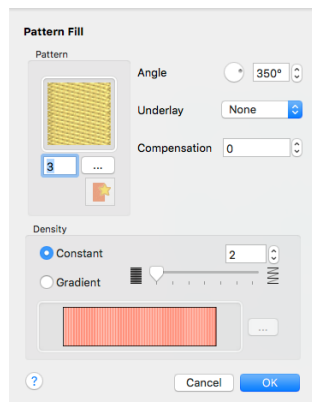 Pattern Fill
Pattern
Angle 350°
Underlay None
Compensation 0
3 ...
Density
Constant 2
Gradient
...
? Cancel OK